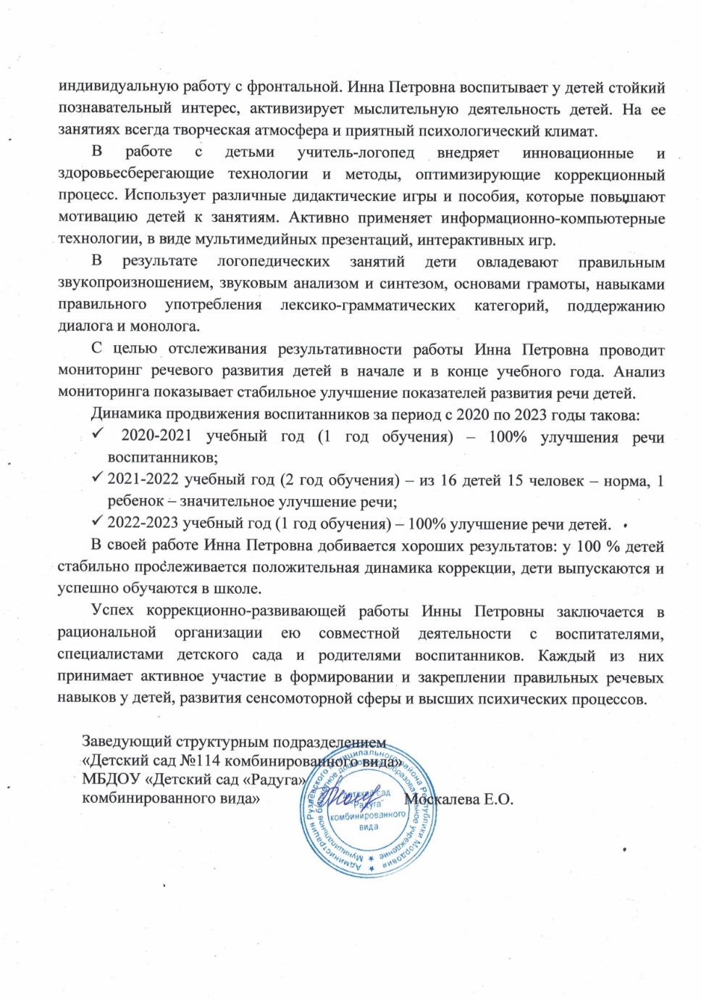 индивидуальную работу с фронтальной. Инна Петровна воспитывает у детей стойкий
познавательный интерес, активизирует мыслительную деятельность детей. На ее
занятиях всегда творческая атмосфера и приятный психологический климат.
В работе с детьми учитель-логопед внедряет инновационные и
здоровьесберегающие технологии и методы, оптимизирующие коррекционный
процесс. Использует различные дидактические игры и пособия, которые повышают
мотивацию детей к занятиям. Активно применяет информационно-компьютерные
технологии, в виде мультимедийных презентаций, интерактивных игр.
В результате логопедических занятий дети овладевают правильным
звукопроизношением, звуковым анализом и синтезом, основами грамоты, навыками
правильного употребления лексико-грамматических категорий, поддержанию
диалога и монолога.
С целью отслеживания результативности работы Инна Петровна проводит
мониторинг речевого развития детей в начале и в конце учебного года. Анализ
мониторинга показывает стабильное улучшение показателей развития речи детей.
Динамика продвижения воспитанников за период с 2020 по 2023 годы такова:
✓ 2020-2021 учебный год (1 год обучения) – 100% улучшения речи
воспитанников;
✓ 2021-2022 учебный год (2 год обучения) – из 16 детей 15 человек – норма, 1
ребенок – значительное улучшение речи;
✓ 2022-2023 учебный год (1 год обучения) – 100% улучшение речи детей.
В своей работе Инна Петровна добивается хороших результатов: у 100 % детей
стабильно прослеживается положительная динамика коррекции, дети выпускаются и
успешно обучаются в школе.
Успех коррекционно-развивающей работы Инны Петровны заключается в
рациональной организации ею совместной деятельности с воспитателями,
специалистами детского сада и родителями воспитанников. Каждый из них
принимает активное участие в формировании и закреплении правильных речевых
навыков у детей, развития сенсомоторной сферы и высших психических процессов.
Заведующий структурным подразделением
«Детский сад №114 комбинированного вида»
МБДОУ «Детский сад «Радуга»
комбинированного вида» Москалева Е.О.
Администрация Рузаевского муниципального района Республики Мордовия
Муниципальное бюджетное дошкольное образовательное учреждение
"Детский сад
"Радуга"
комбинированного
вида